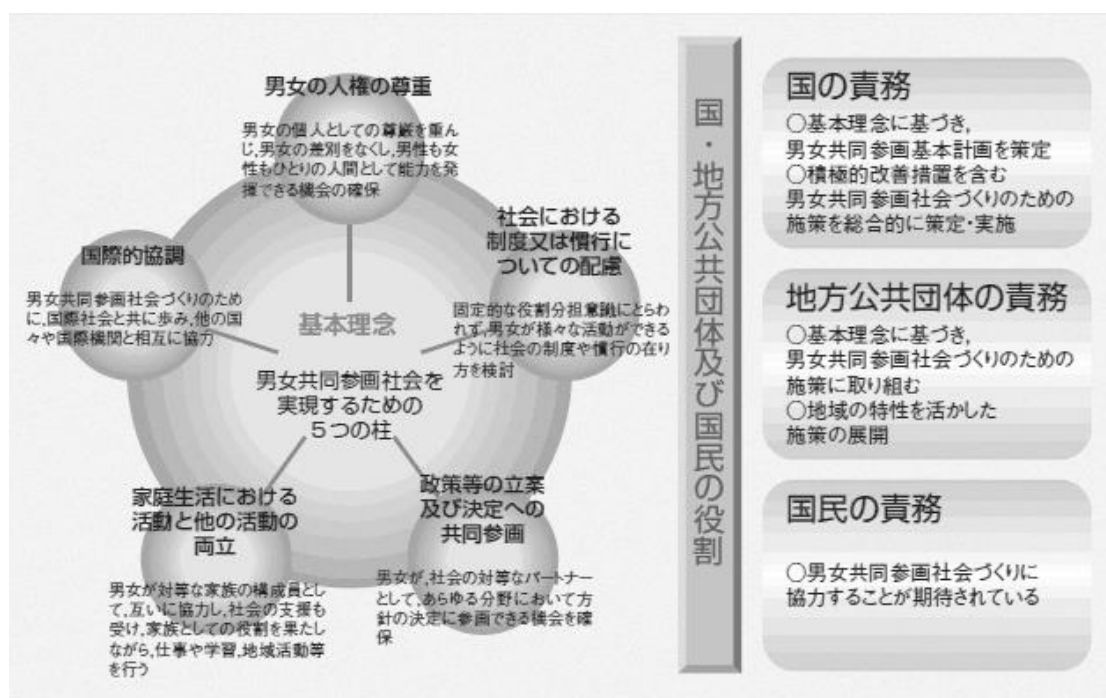 男女の人権の尊重
男女の個人としての尊厳を重ん
じ,男女の差別をなくし,男性も女
性もひとりの人間として能力を発
揮できる機会の確保
社会における
制度又は慣行に
ついての配慮
固定的な役割分担意識にとらわ
れず,男女が様々な活動ができる
ように社会の制度や慣行の在り
方を検討
政策等の立案
及び決定への
共同参画
男女が,社会の対等なパートナー
として,あらゆる分野において方
針の決定に参画できる機会を確
保
家庭生活における
活動と他の活動の
両立
男女が対等な家族の構成員とし
て,互いに協力し,社会の支援も
受け,家族としての役割を果たし
ながら,仕事や学習,地域活動等
を行う
国際的協調
男女共同参画社会づくりのため
に,国際社会と共に歩み,他の国
々や国際機関と相互に協力
基本理念
男女共同参画社会を
実現するための
5つの柱
国・地方公共団体及び国民の役割
国の責務
○基本理念に基づき,
男女共同参画基本計画を策定
○積極的改善措置を含む
男女共同参画社会づくりのための
施策を総合的に策定・実施
地方公共団体の責務
○基本理念に基づき,
男女共同参画社会づくりのための
施策に取り組む
○地域の特性を活かした
施策の展開
国民の責務
○男女共同参画社会づくりに
協力することが期待されている